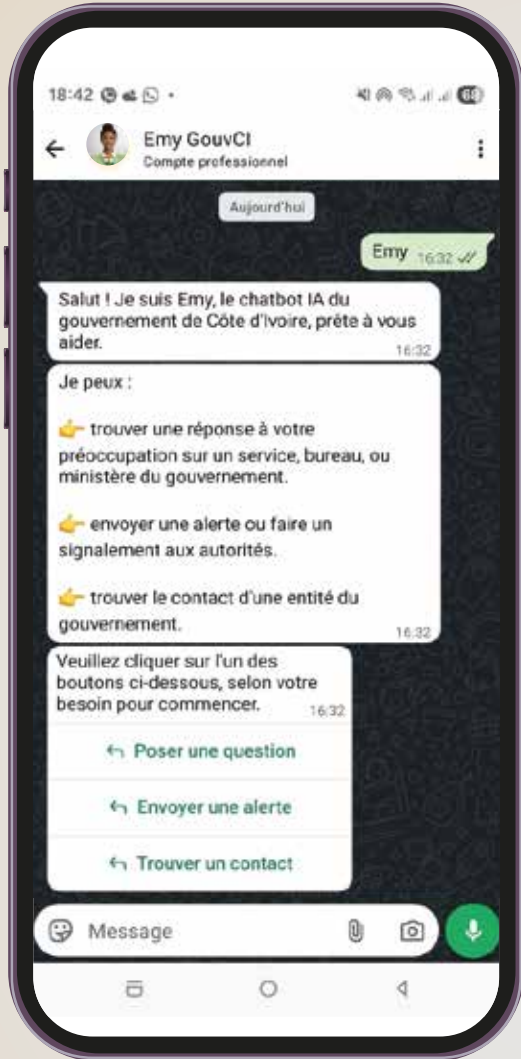 18:42
68
Emy GouvCI
Compte professionnel
Aujourd'hui
Emy 16:32
Salut ! Je suis Emy, le chatbot IA du
gouvernement de Côte d'Ivoire, prête à vous
aider.
16:32
Je peux :
👉 trouver une réponse à votre
préoccupation sur un service, bureau, ou
ministère du gouvernement.
👉 envoyer une alerte ou faire un
signalement aux autorités.
👉 trouver le contact d'une entité du
gouvernement.
16:32
Veuillez cliquer sur l'un des
boutons ci-dessous, selon votre
besoin pour commencer. 16:32
Poser une question
Envoyer une alerte
Trouver un contact
Message